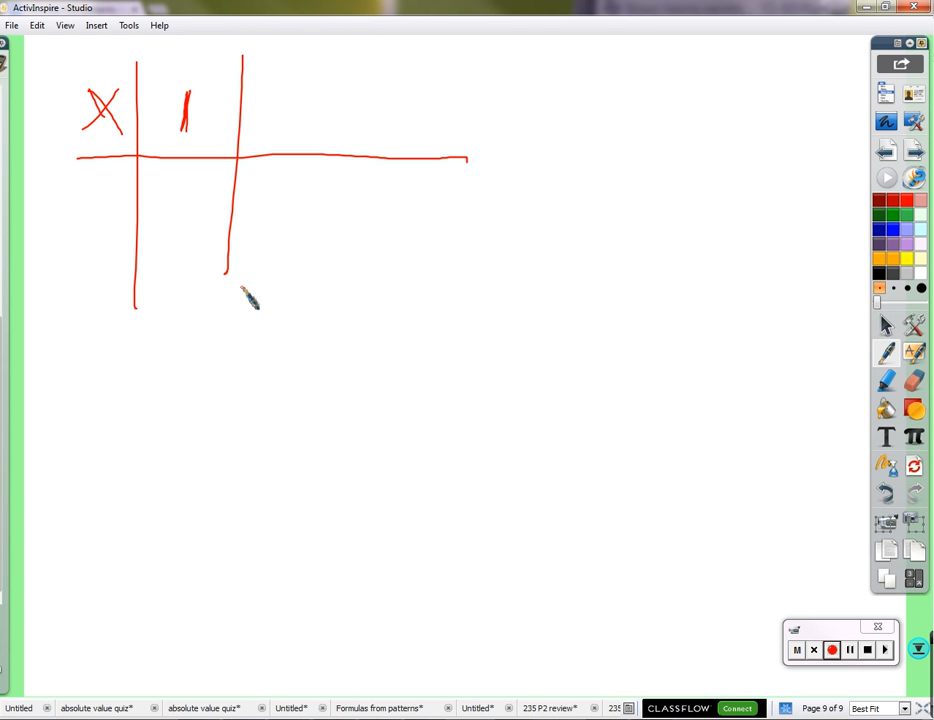 ActivInspire - Studio
File Edit View Insert Tools Help
X 1
T π
M
Untitled absolute value quiz* absolute value quiz* Untitled* Formulas from patterns* Untitled* 235 P2 review* 235 CLASSFLOW Connect Page 9 of 9 Best Fit